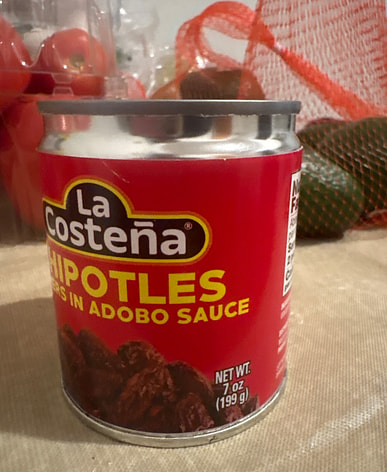 La
Costeña®
HIPOTLES
RS IN ADOBO SAUCE
NET WT.
7 oz
(199 g)